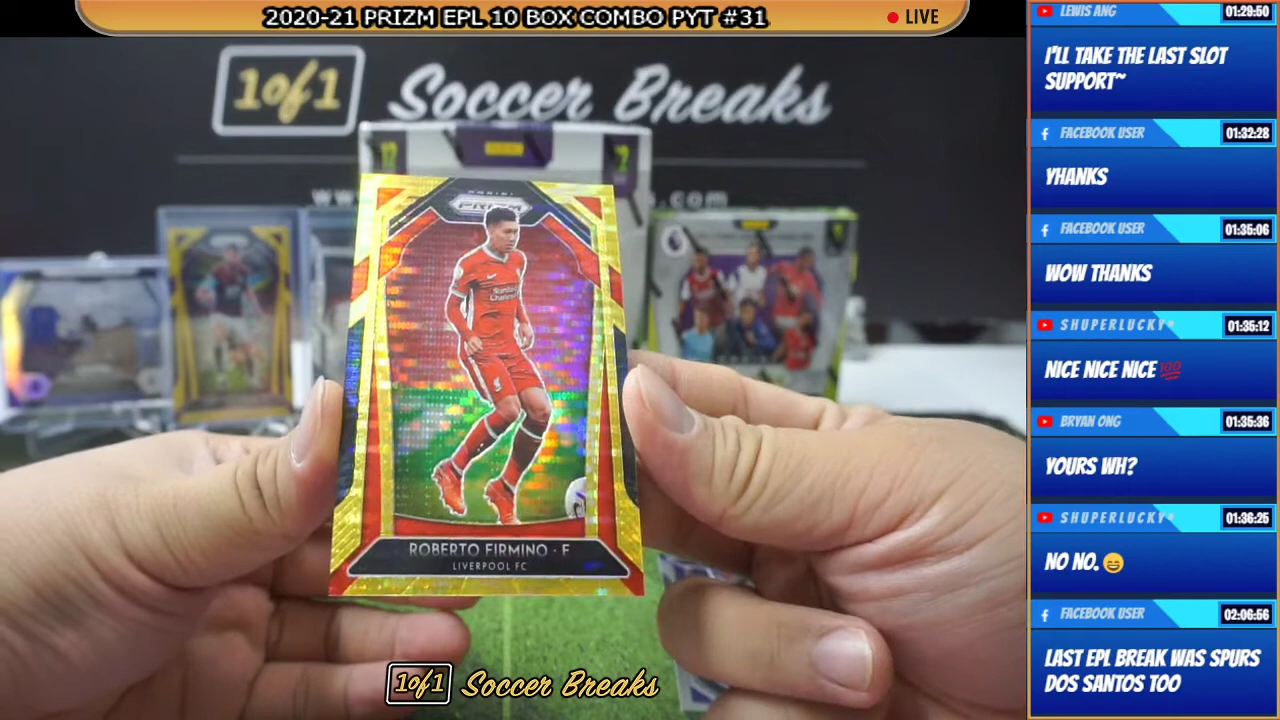 2020-21 PRIZM EPL 10 BOX COMBO PYT #31
LIVE
1of1 Soccer Breaks
PANINI
PRIZM
Standard
Chartered
ROBERTO FIRMINO · F
LIVERPOOL FC
1of1 Soccer Breaks
LEWIS ANG 01:29:50
I'LL TAKE THE LAST SLOT
SUPPORT~
FACEBOOK USER 01:32:28
YHANKS
FACEBOOK USER 01:35:06
WOW THANKS
SHUPERLUCKY 01:35:12
NICE NICE NICE 💯
BRYAN ONG 01:35:36
YOURS WH?
SHUPERLUCKY 01:36:25
NO NO. 😄
FACEBOOK USER 02:06:56
LAST EPL BREAK WAS SPURS
DOS SANTOS TOO